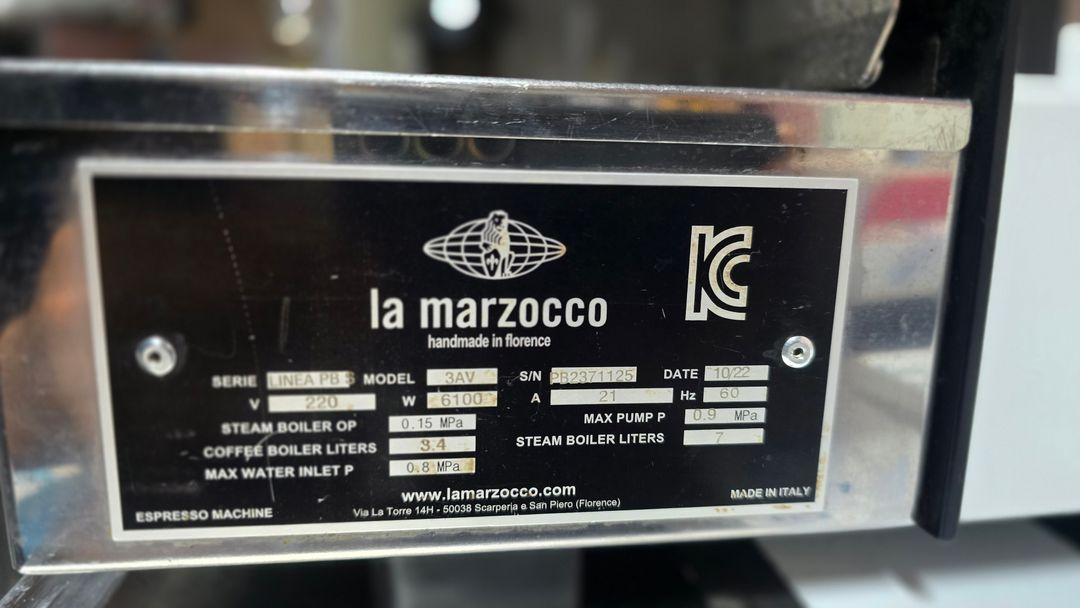 KC
la marzocco
handmade in florence
SERIE LINEA PB S MODEL 3AV S/N PB2371125 DATE 10/22
V 220 W 6100 A 21 Hz 60
STEAM BOILER OP 0.15 MPa MAX PUMP P 0.9 MPa
COFFEE BOILER LITERS 3.4 STEAM BOILER LITERS 7
MAX WATER INLET P 0.8 MPa
www.lamarzocco.com
ESPRESSO MACHINE Via La Torre 14H - 50038 Scarperia e San Piero (Florence) MADE IN ITALY